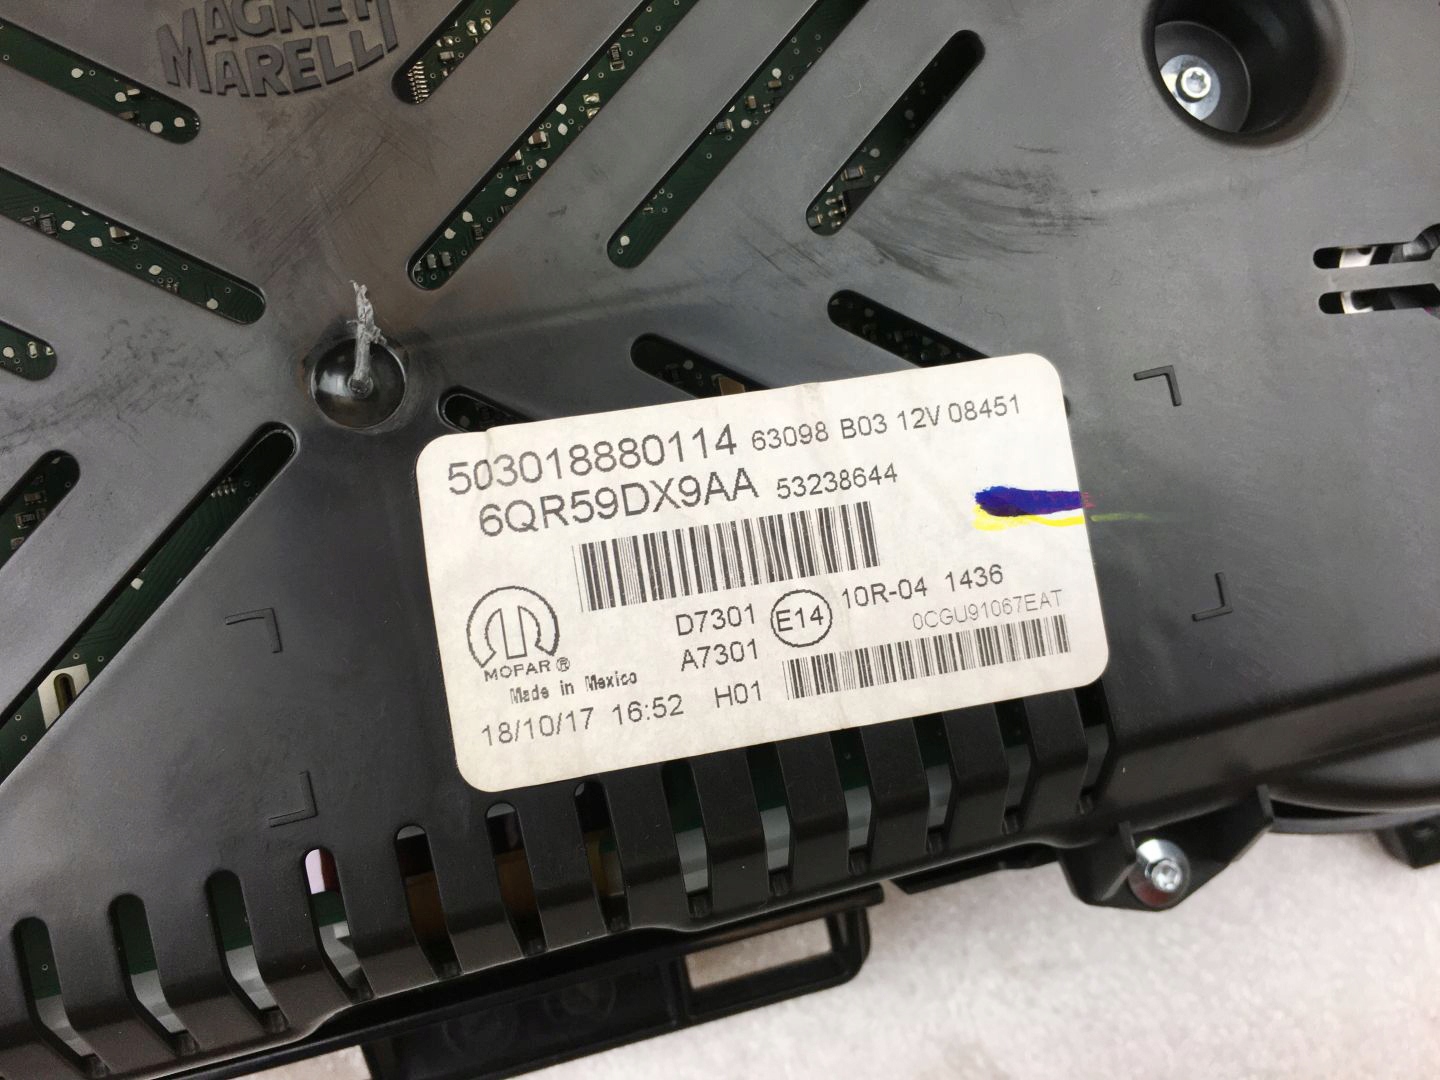 MAGNETI
MARELLI
503018880114 63098 B03 12V 08451
6QR59DX9AA 53238644
D7301 E14 10R-04 1436
MOPAR® A7301 0CGU91067EAT
Made in Mexico
18/10/17 16:52 H01